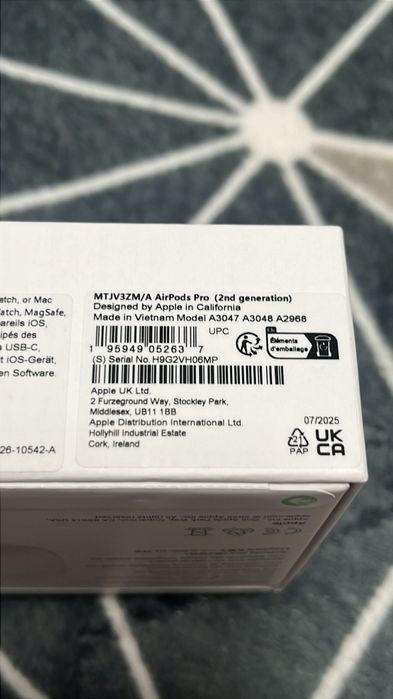 atch, or Mac
atch, MagSafe,
areils iOS,
ipés des
a USB-C,
t iOS-Gerät,
en Software.
26-10542-A
MTJV3ZM/A AirPods Pro (2nd generation)
Designed by Apple in California
Made in Vietnam Model A3047 A3048 A2968
UPC
1 95949 05263 7
(S) Serial No. H9G2VH06MP
Éléments
d'emballage
Apple UK Ltd.
2 Furzeground Way, Stockley Park,
Middlesex, UB11 1BB
Apple Distribution International Ltd.
Hollyhill Industrial Estate
Cork, Ireland
07/2025
21
PAP
UK
CA
Apple